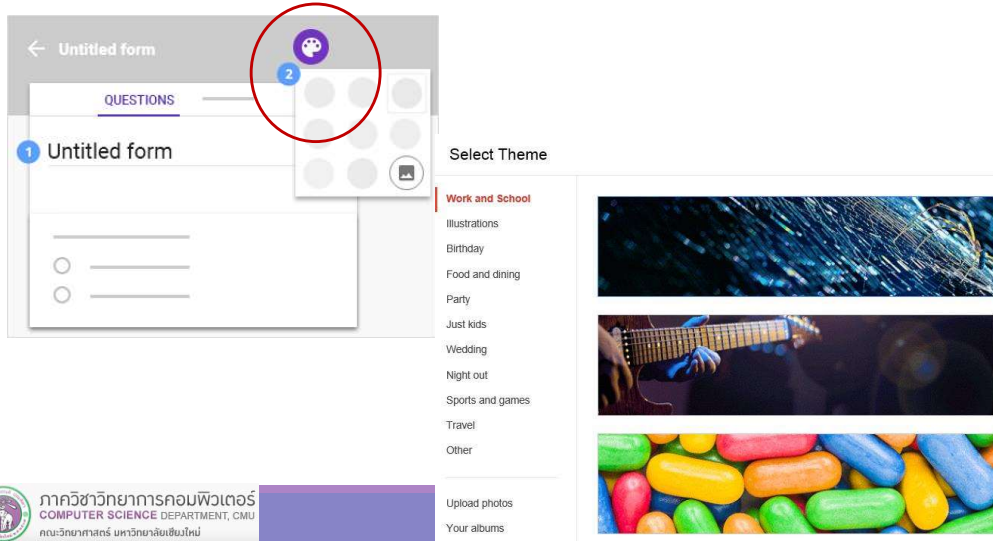 Untitled form
2
QUESTIONS
1 Untitled form
Select Theme
Work and School
Illustrations
Birthday
Food and dining
Party
Just kids
Wedding
Night out
Sports and games
Travel
Other
Upload photos
Your albums
ภาควิชาวิทยาการคอมพิวเตอร์
COMPUTER SCIENCE DEPARTMENT, CMU
คณะวิทยาศาสตร์ มหาวิทยาลัยเชียงใหม่